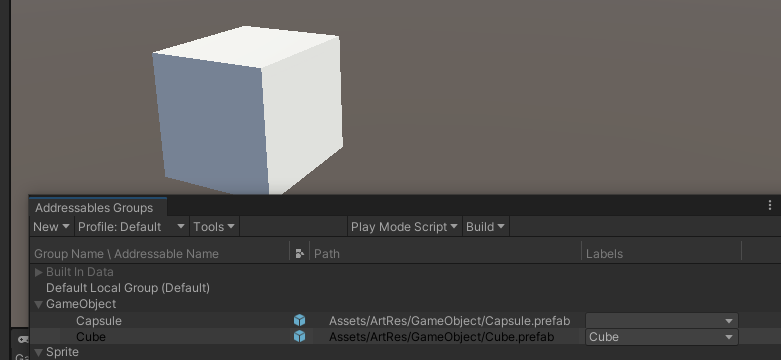 Addressables Groups
New Profile: Default Tools Play Mode Script Build
Group Name \ Addressable Name Path Labels
Built In Data
Default Local Group (Default)
GameObject
Capsule Assets/ArtRes/GameObject/Capsule.prefab
Cube Assets/ArtRes/GameObject/Cube.prefab Cube
Sprite